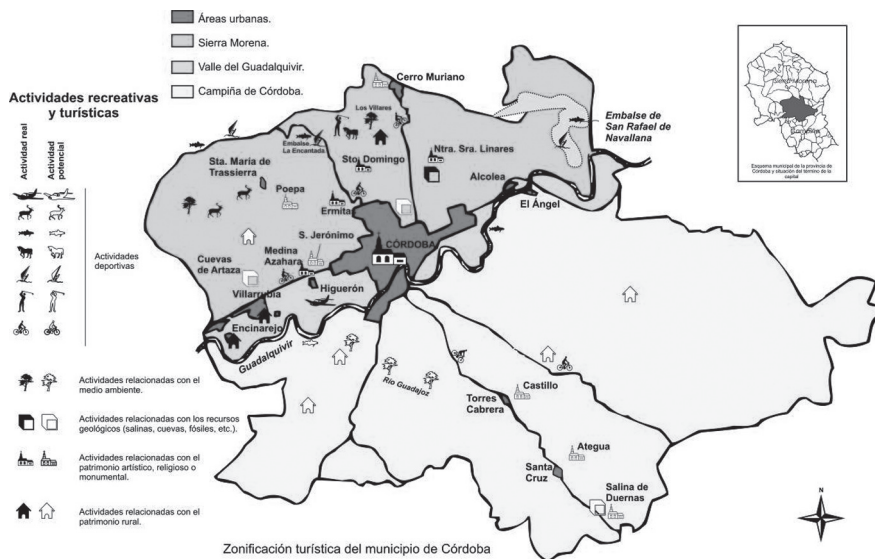 Áreas urbanas.
Sierra Morena.
Valle del Guadalquivir.
Campiña de Córdoba.
Actividades recreativas
y turísticas
Actividad real
Actividad
potencial
Actividades
deportivas
Actividades relacionadas con el
medio ambiente.
Actividades relacionadas con los recursos
geológicos (salinas, cuevas, fósiles, etc.).
Actividades relacionadas con el
patrimonio artístico, religioso o
monumental.
Actividades relacionadas con el
patrimonio rural.
Cerro Muriano
Los Villares
Embalse
La Encantada
Sto. Domingo
Ntra. Sra. Linares
Alcolea
Embalse de
San Rafael de
Navallana
Sta. María de
Trassierra
Poepa
Ermita
El Ángel
S. Jerónimo
CÓRDOBA
Medina
Azahara
Cuevas
de Artaza
Higuerón
Villarrubia
Encinarejo
Guadalquivir
Río Guadajoz
Castillo
Torres
Cabrera
Ategua
Santa
Cruz
Salina de
Duernas
Sierra Morena
Campiña
Esquema municipal de la provincia de
Córdoba y situación del término de la
capital
N
Zonificación turística del municipio de Córdoba